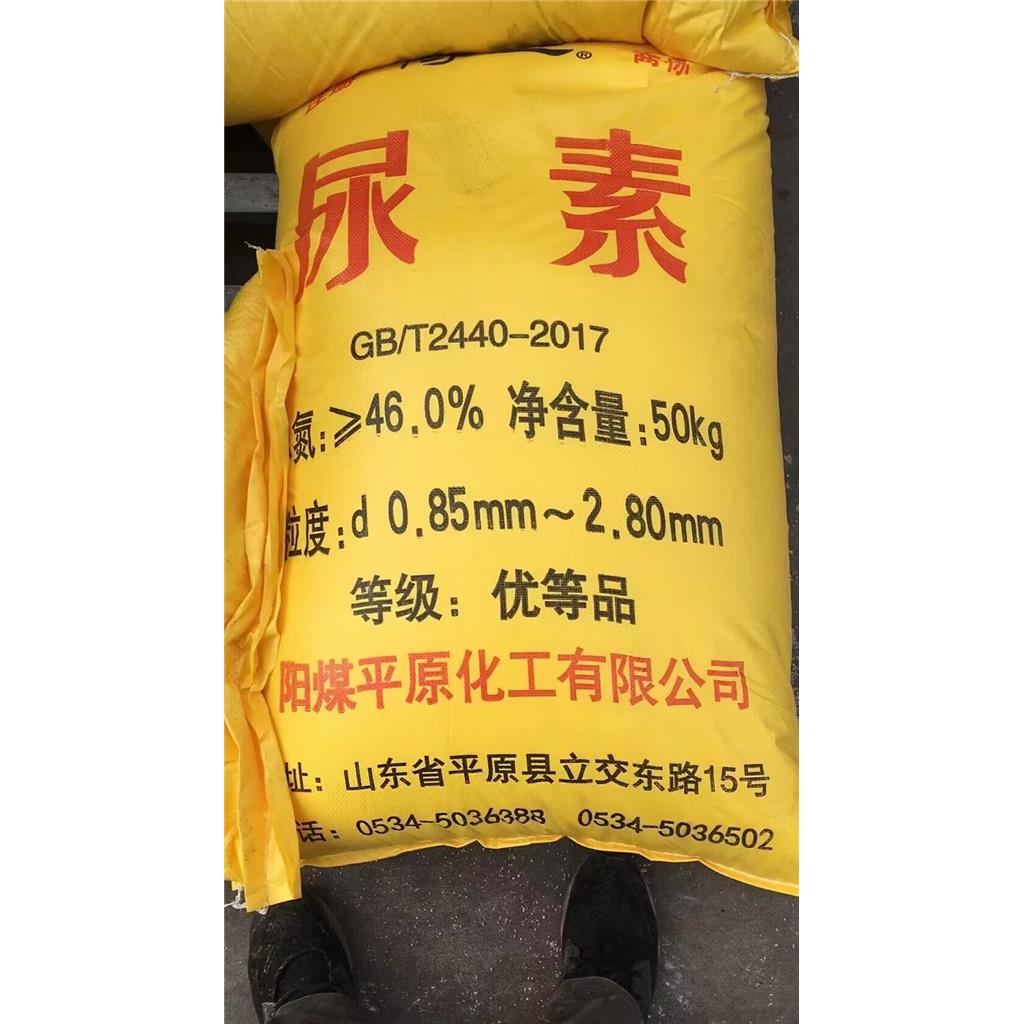 ®
尿素
GB/T2440-2017
氮:≥46.0% 净含量:50kg
粒度:d 0.85mm~2.80mm
等级: 优等品
阳煤平原化工有限公司
址: 山东省平原县立交东路15号
话: 0534-5036388 0534-5036502